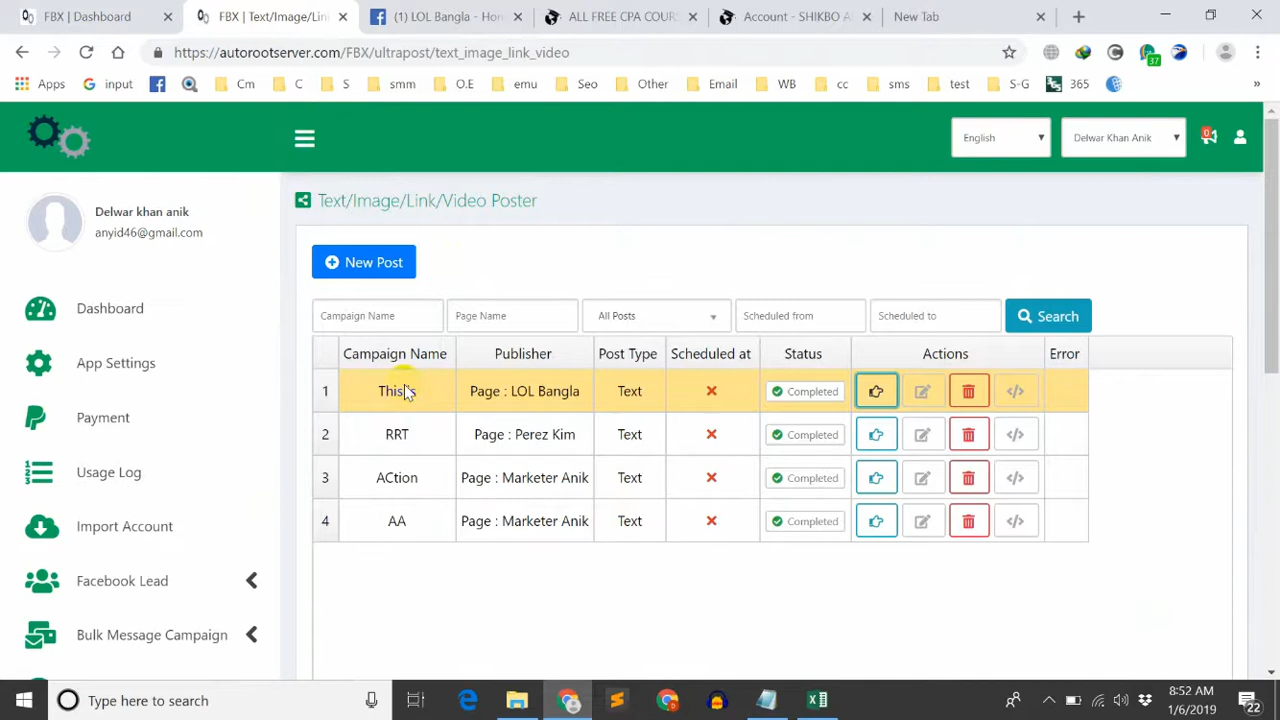 FBX | Dashboard
FBX | Text/Image/Lin
(1) LOL Bangla - Hom
ALL FREE CPA COUR
Account - SHIKBO A
New Tab
https://autorootserver.com/FBX/ultrapost/text_image_link_video
37
Apps
input
Cm
C
S
smm
O.E
emu
Seo
Other
Email
WB
cc
sms
test
S-G
365
»
English
Delwar Khan Anik
0
Delwar khan anik
anyid46@gmail.com
Text/Image/Link/Video Poster
New Post
Campaign Name
Page Name
All Posts
Scheduled from
Scheduled to
Search
Campaign Name
Publisher
Post Type
Scheduled at
Status
Actions
Error
1
Page : LOL Bangla
Text
Completed
2
RRT
Page : Perez Kim
Text
Completed
3
ACtion
Page : Marketer Anik
Text
Completed
4
AA
Page : Marketer Anik
Text
Completed
Dashboard
App Settings
Payment
Usage Log
Import Account
Facebook Lead
Bulk Message Campaign
Type here to search
8:52 AM
1/6/2019
22